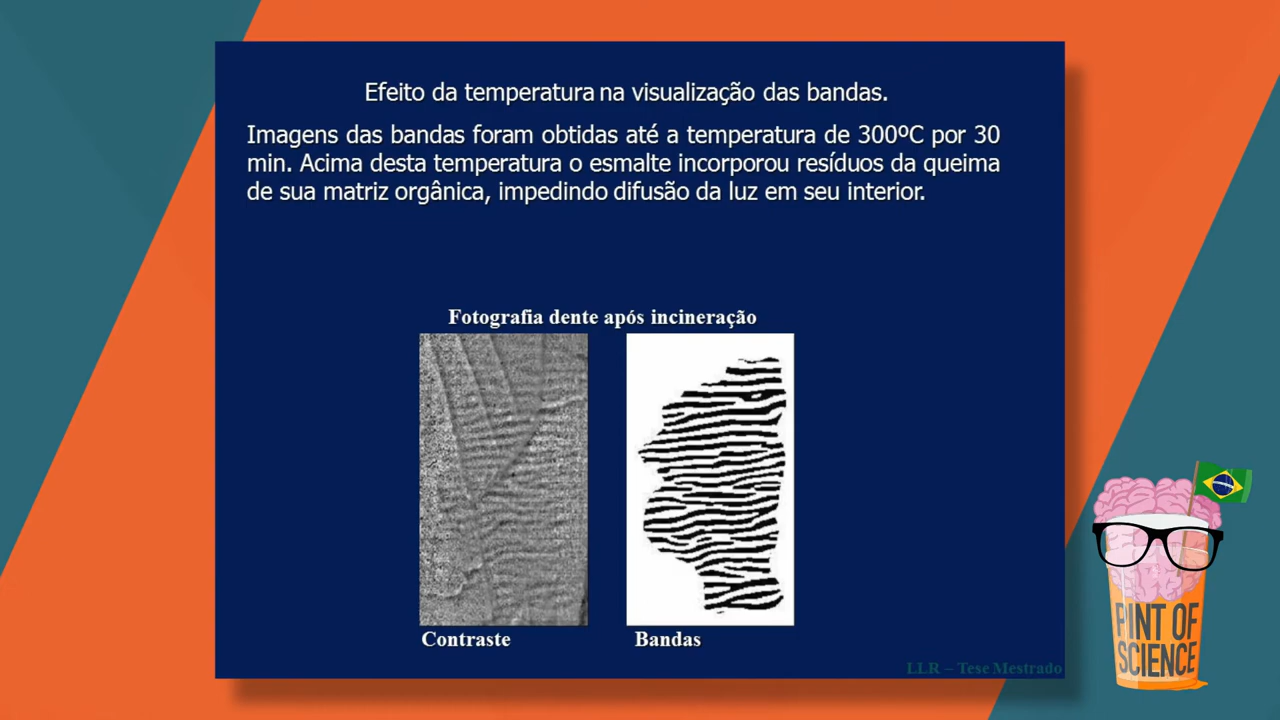 Efeito da temperatura na visualização das bandas.
Imagens das bandas foram obtidas até a temperatura de 300ºC por 30
min. Acima desta temperatura o esmalte incorporou resíduos da queima
de sua matriz orgânica, impedindo difusão da luz em seu interior.
Fotografia dente após incineração
Contraste
Bandas
LLR – Tese Mestrado
PINT OF
SCIENCE